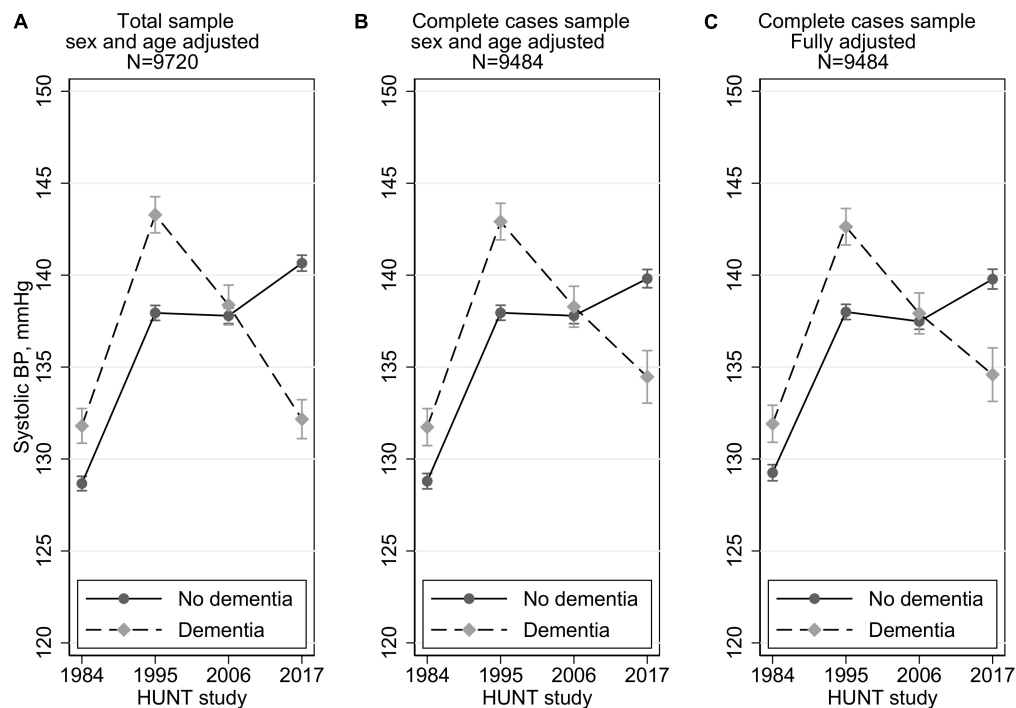 A
Total sample
sex and age adjusted
N=9720
Systolic BP, mmHg
150
145
140
135
130
125
120
No dementia
Dementia
1984 1995 2006 2017
HUNT study
B
Complete cases sample
sex and age adjusted
N=9484
150
145
140
135
130
125
120
No dementia
Dementia
1984 1995 2006 2017
HUNT study
C
Complete cases sample
Fully adjusted
N=9484
150
145
140
135
130
125
120
No dementia
Dementia
1984 1995 2006 2017
HUNT study